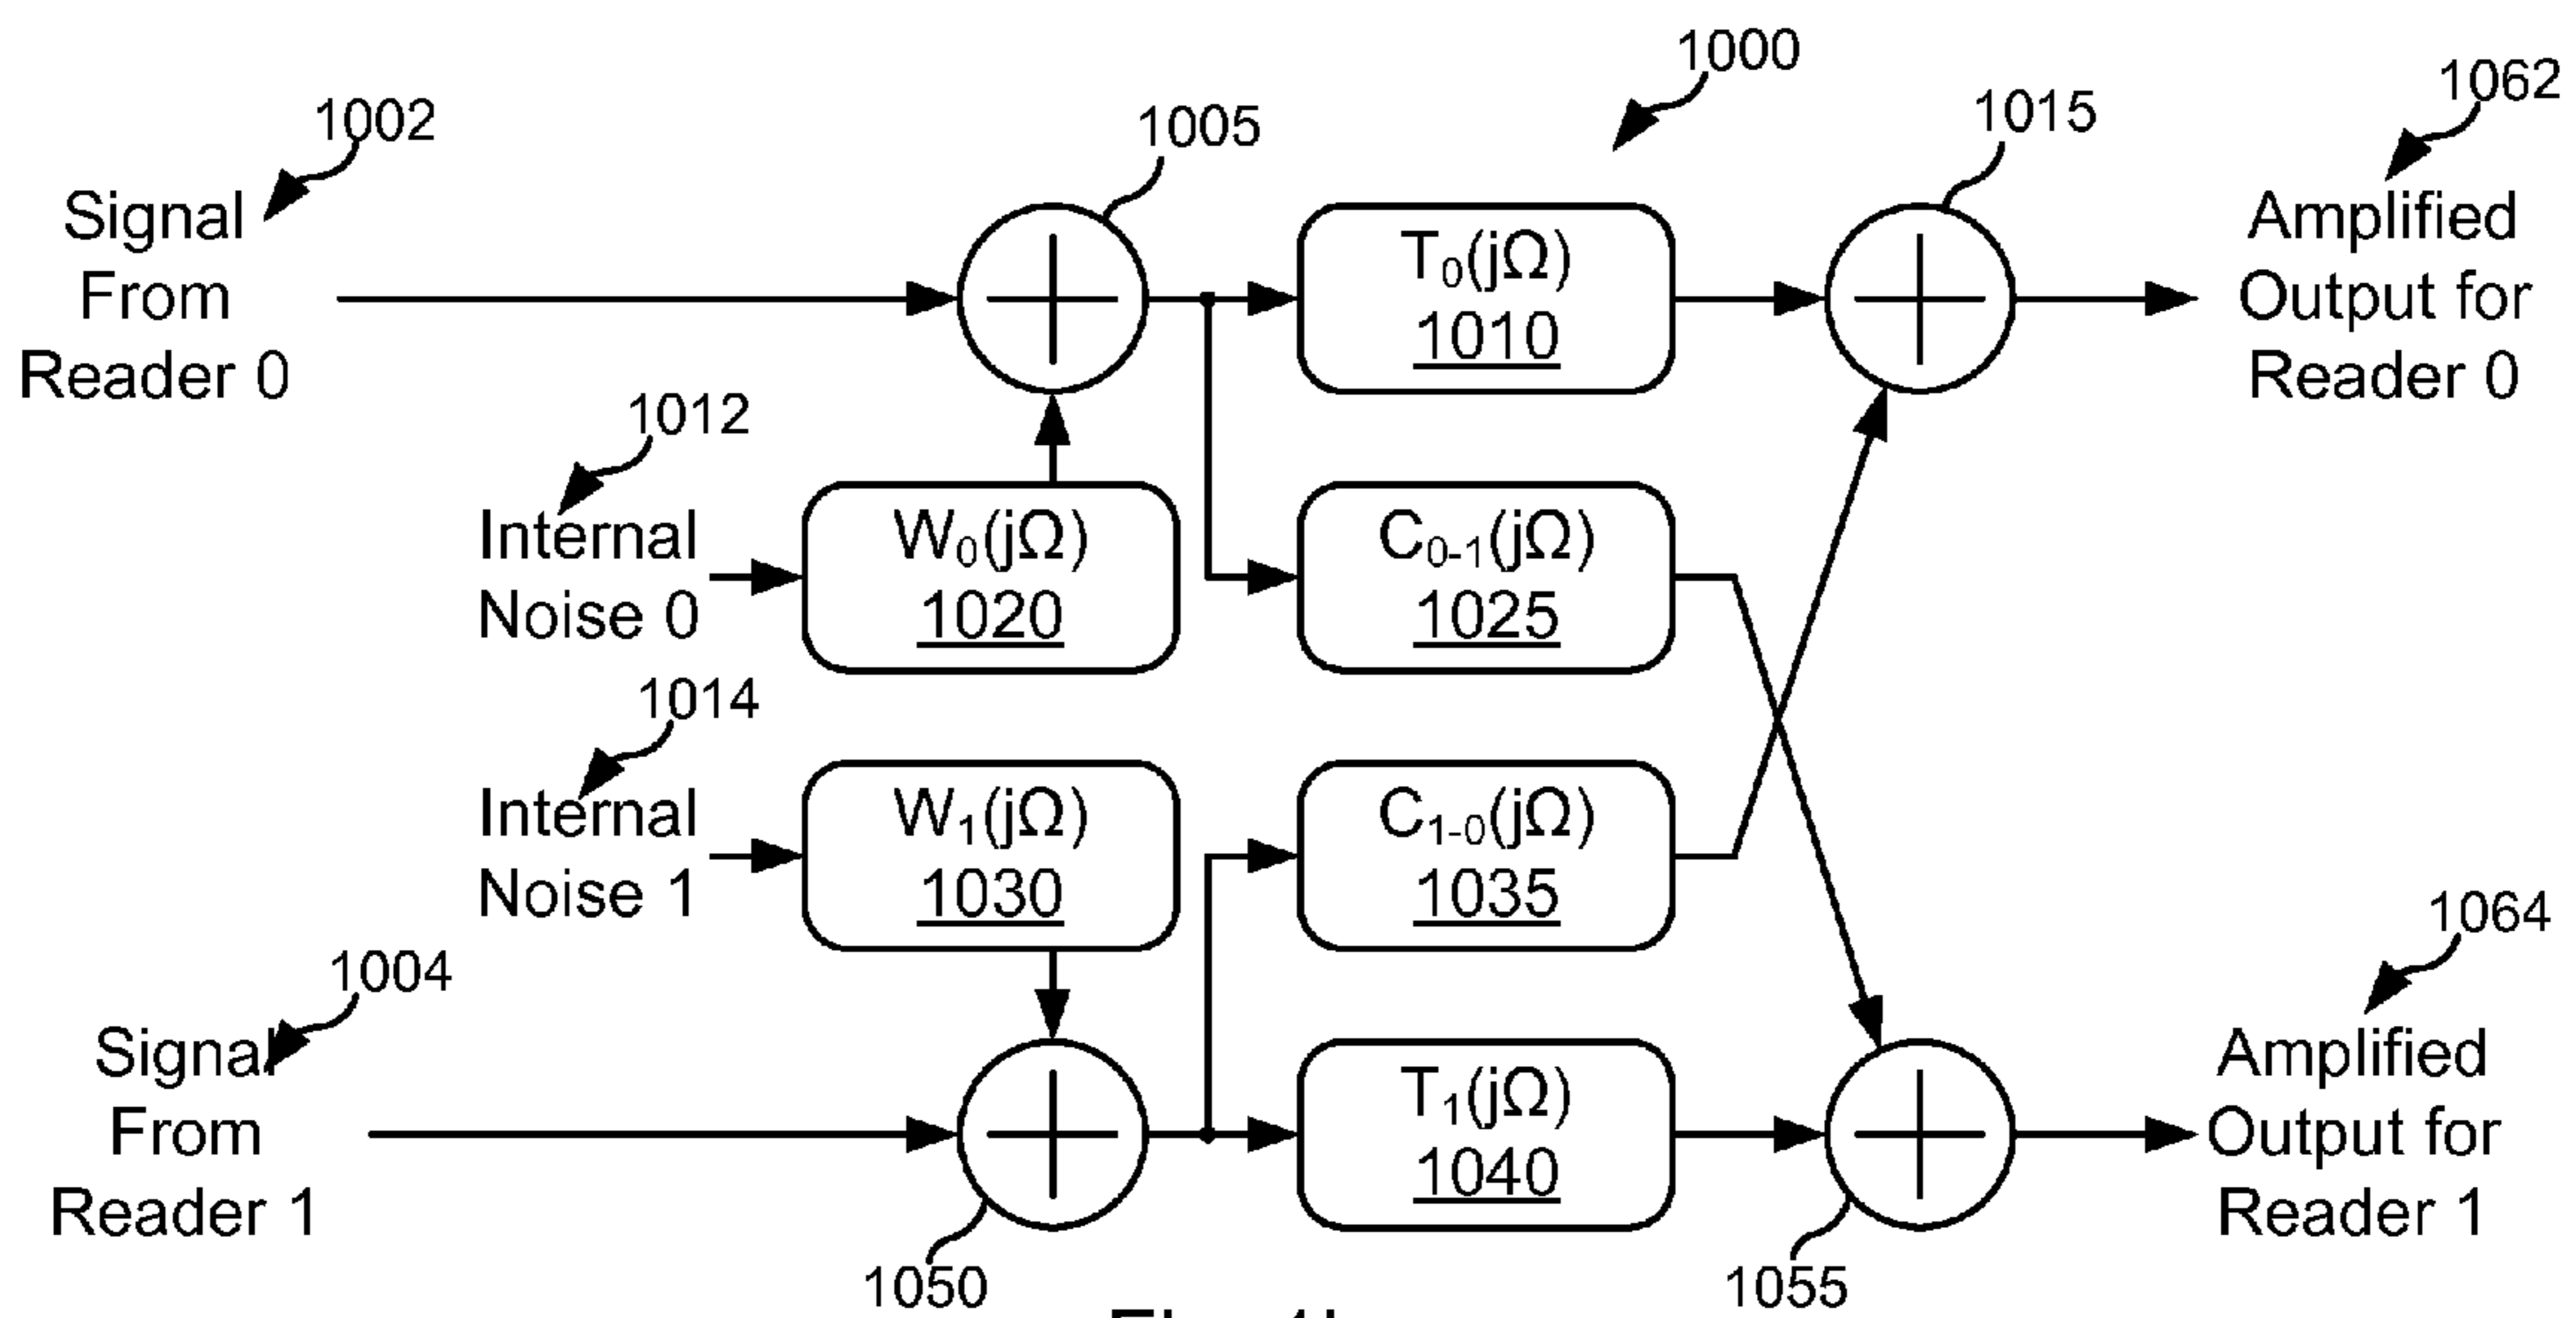 1000
1062
1002
1005
1015
Signal
From
Reader 0
T₀(jΩ)
1010
Amplified
Output for
Reader 0
1012
Internal
Noise 0
W₀(jΩ)
1020
C₀₋₁(jΩ)
1025
1014
Internal
Noise 1
W₁(jΩ)
1030
C₁₋₀(jΩ)
1035
1004
1064
Signal
From
Reader 1
T₁(jΩ)
1040
Amplified
Output for
Reader 1
1050
1055